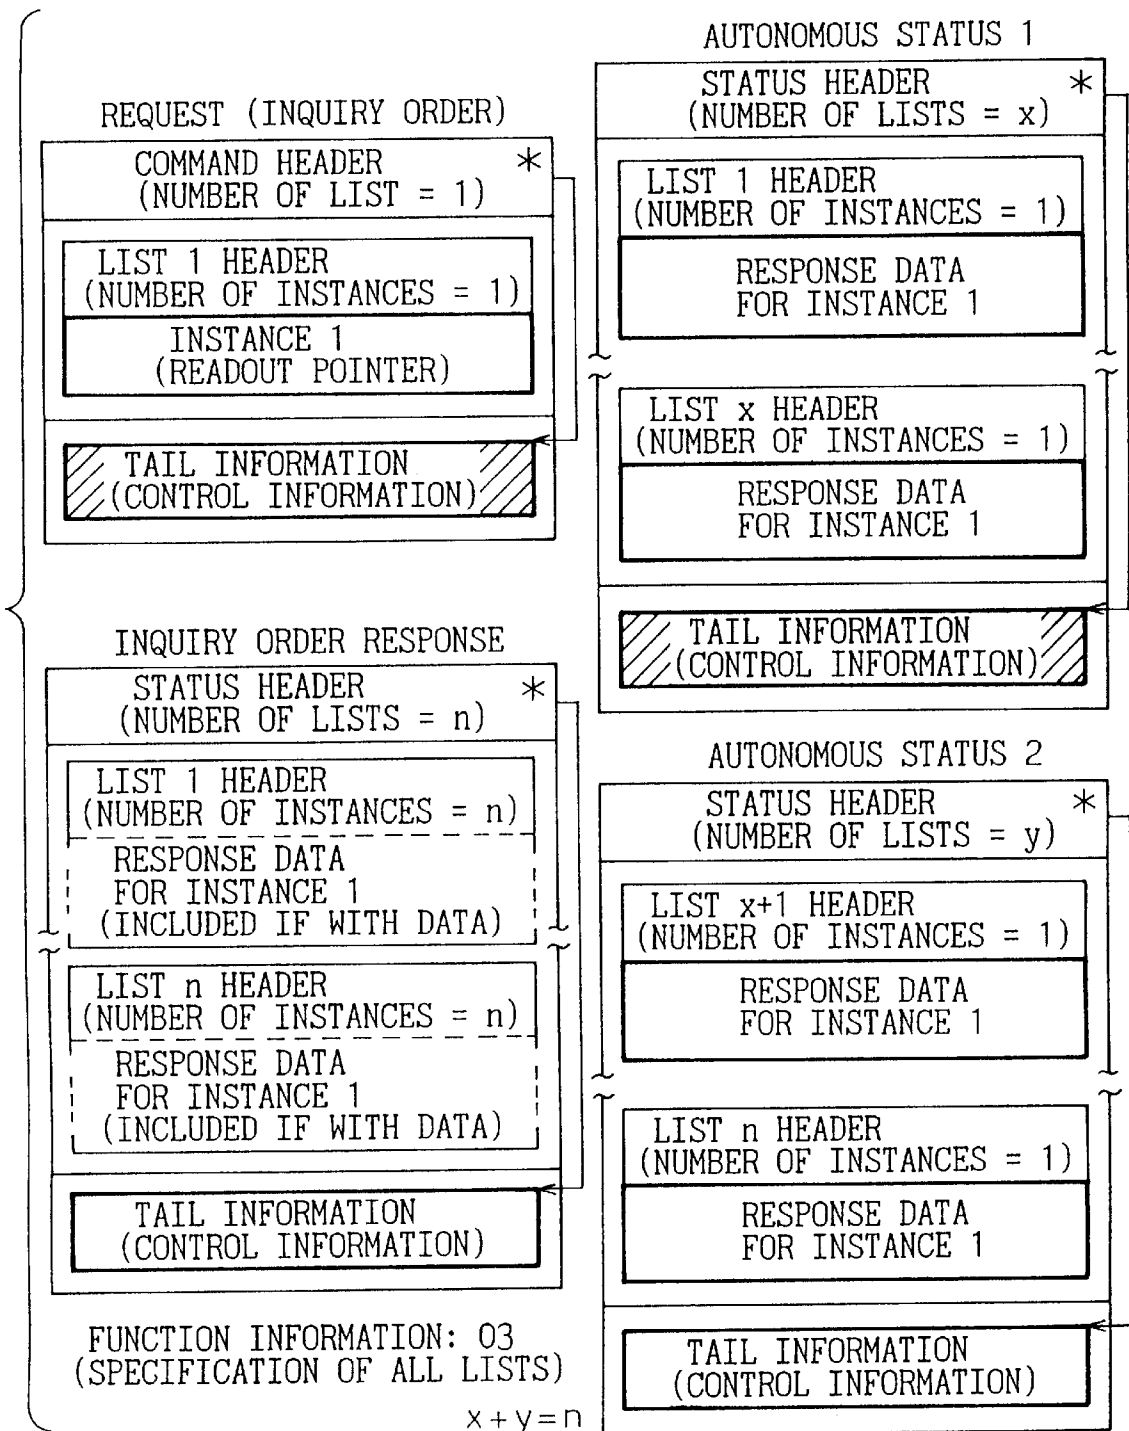 REQUEST (INQUIRY ORDER)
COMMAND HEADER *
(NUMBER OF LIST = 1)
LIST 1 HEADER
(NUMBER OF INSTANCES = 1)
INSTANCE 1
(READOUT POINTER)
TAIL INFORMATION
(CONTROL INFORMATION)
INQUIRY ORDER RESPONSE
STATUS HEADER *
(NUMBER OF LISTS = n)
LIST 1 HEADER
(NUMBER OF INSTANCES = n)
RESPONSE DATA
FOR INSTANCE 1
(INCLUDED IF WITH DATA)
LIST n HEADER
(NUMBER OF INSTANCES = n)
RESPONSE DATA
FOR INSTANCE 1
(INCLUDED IF WITH DATA)
TAIL INFORMATION
(CONTROL INFORMATION)
FUNCTION INFORMATION: 03
(SPECIFICATION OF ALL LISTS)
x+y=n
AUTONOMOUS STATUS 1
STATUS HEADER *
(NUMBER OF LISTS = x)
LIST 1 HEADER
(NUMBER OF INSTANCES = 1)
RESPONSE DATA
FOR INSTANCE 1
LIST x HEADER
(NUMBER OF INSTANCES = 1)
RESPONSE DATA
FOR INSTANCE 1
TAIL INFORMATION
(CONTROL INFORMATION)
AUTONOMOUS STATUS 2
STATUS HEADER *
(NUMBER OF LISTS = y)
LIST x+1 HEADER
(NUMBER OF INSTANCES = 1)
RESPONSE DATA
FOR INSTANCE 1
LIST n HEADER
(NUMBER OF INSTANCES = 1)
RESPONSE DATA
FOR INSTANCE 1
TAIL INFORMATION
(CONTROL INFORMATION)